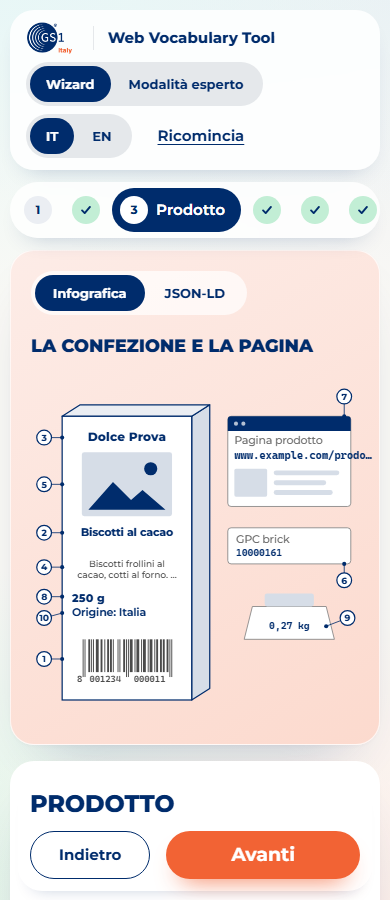 GS1 Italy
Web Vocabulary Tool
Wizard Modalità esperto
IT EN Ricomincia
1 3 Prodotto
Infografica JSON-LD
LA CONFEZIONE E LA PAGINA
7
3 Dolce Prova
Pagina prodotto
www.example.com/prodo…
5
2 Biscotti al cacao
GPC brick
10000161
4 Biscotti frollini al
cacao, cotti al forno. …
6
8 250 g
10 Origine: Italia
9
0,27 kg
1
8 001234 000011
PRODOTTO
Indietro Avanti